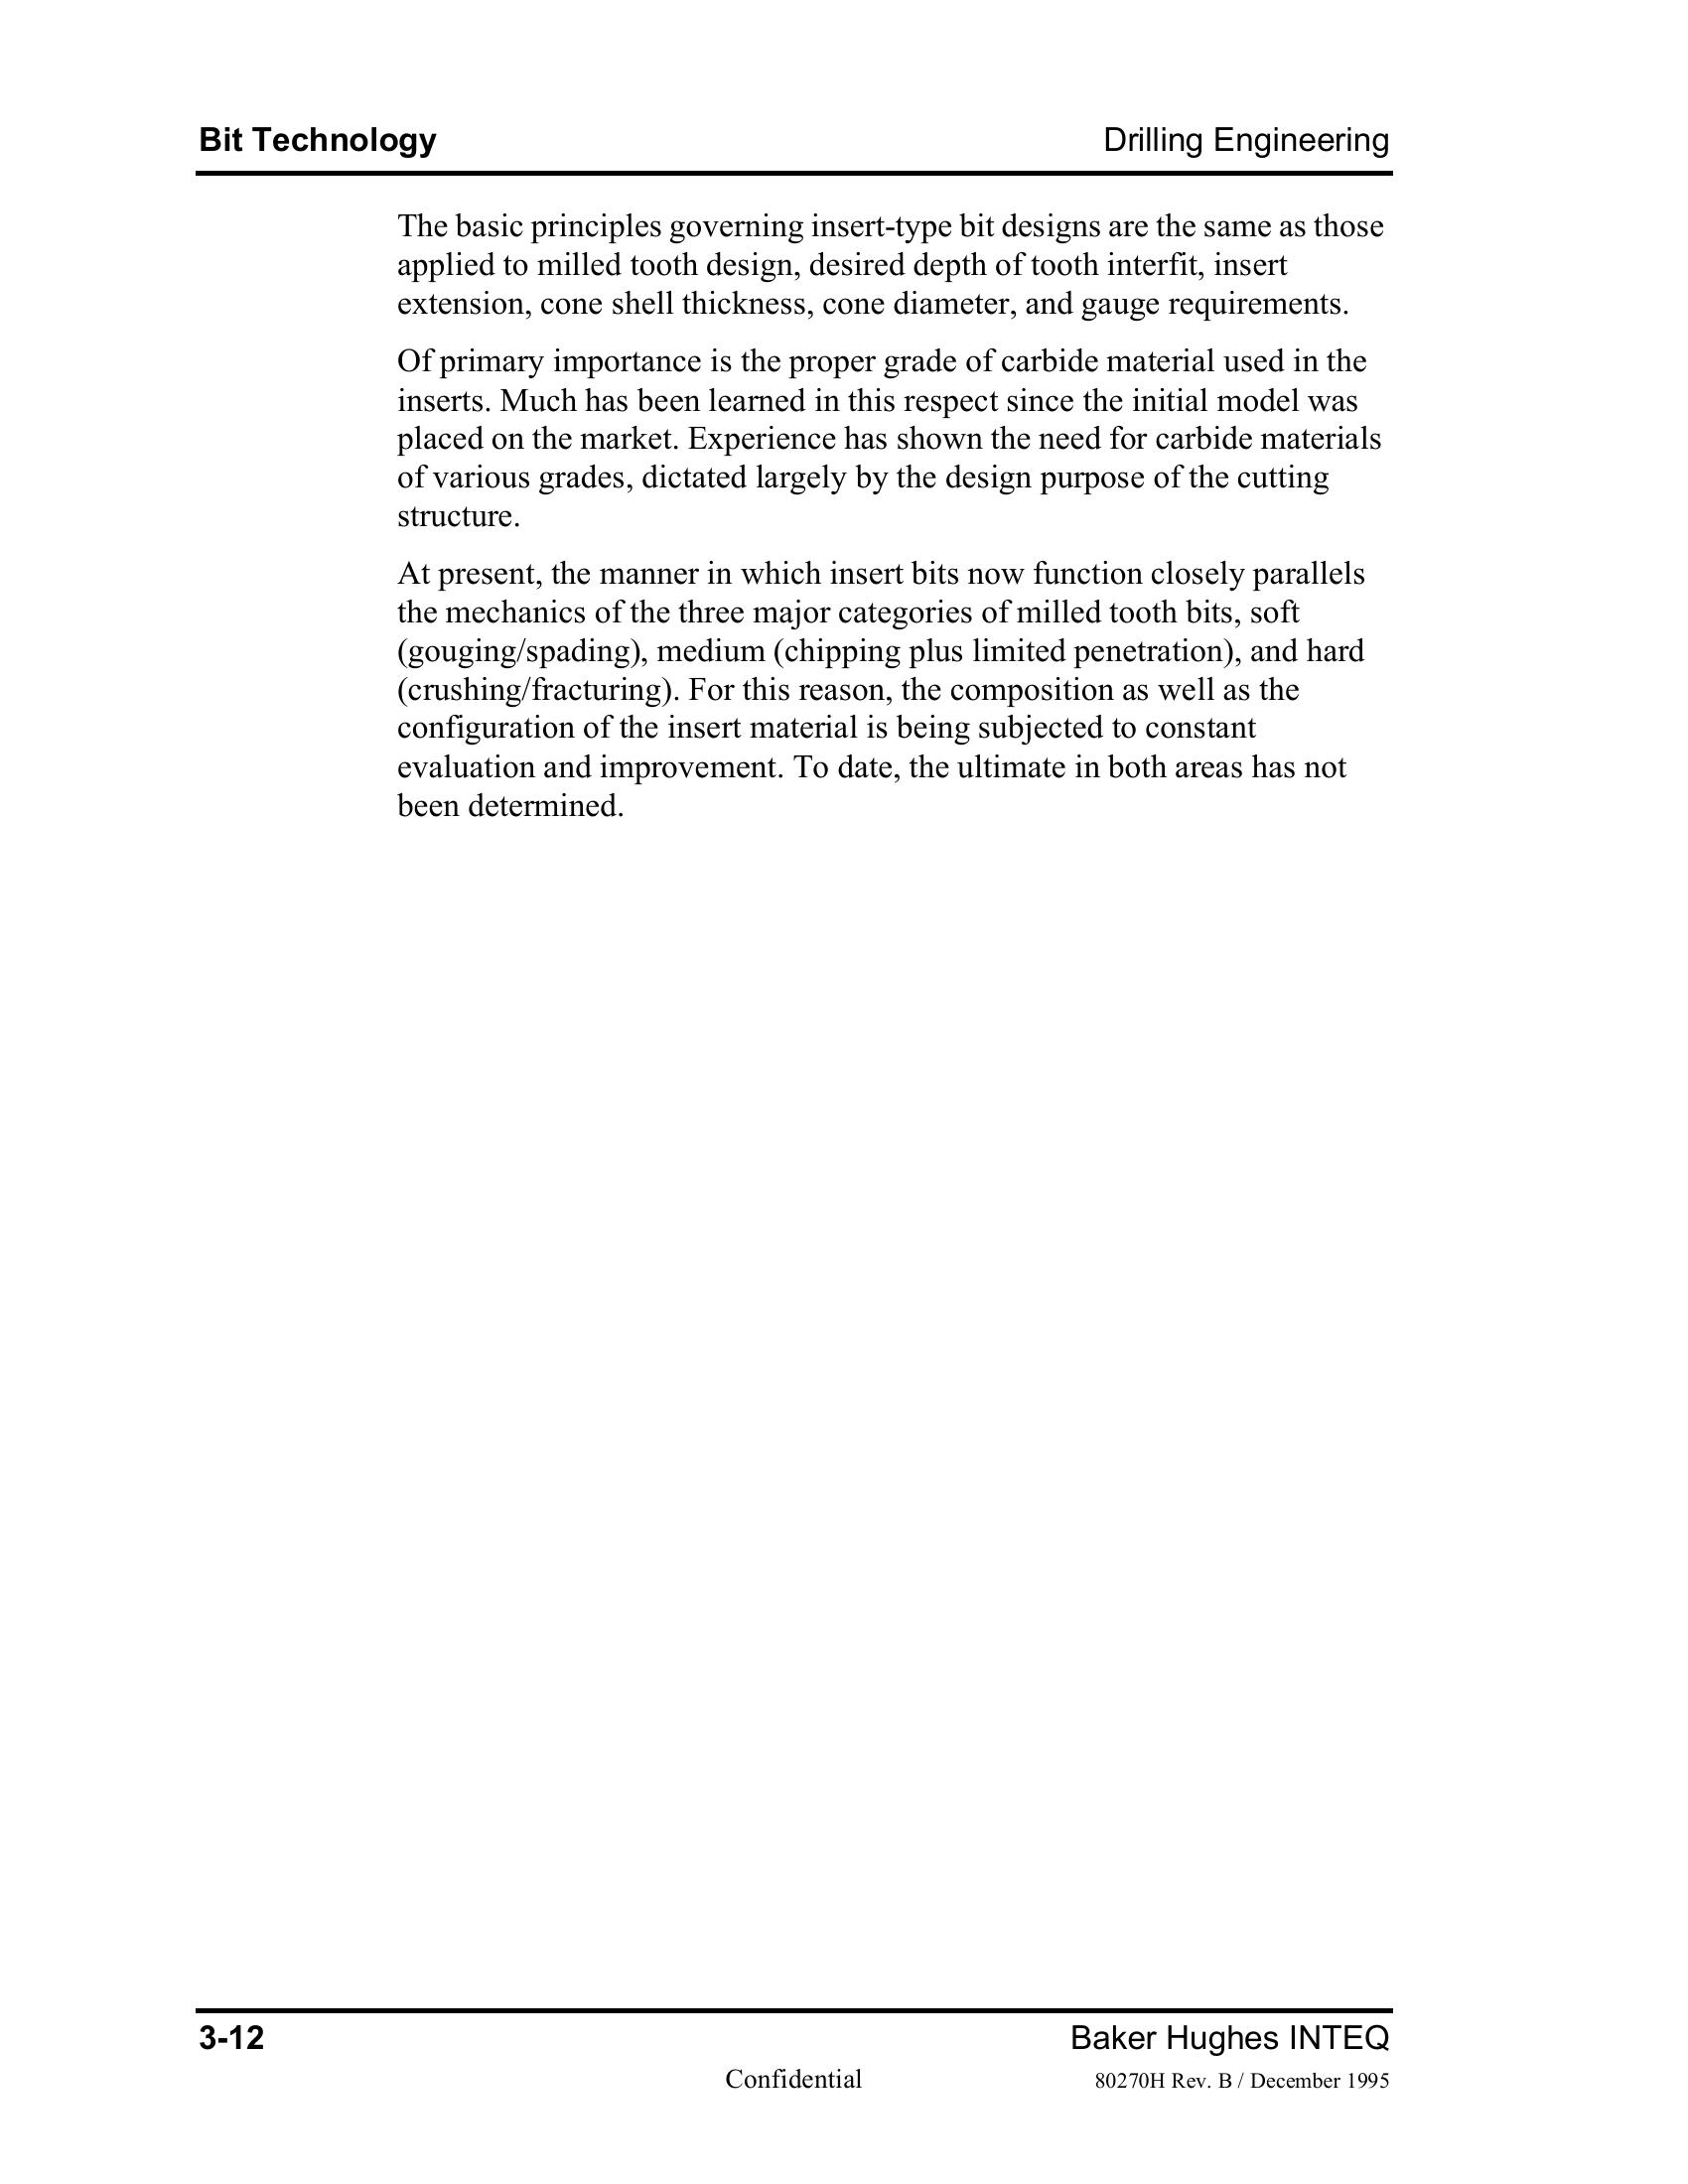 Bit Technology
Drilling Engineering
The basic principles governing insert-type bit designs are the same as those
applied to milled tooth design, desired depth of tooth interfit, insert
extension, cone shell thickness, cone diameter, and gauge requirements.
Of primary importance is the proper grade of carbide material used in the
inserts. Much has been learned in this respect since the initial model was
placed on the market. Experience has shown the need for carbide materials
of various grades, dictated largely by the design purpose of the cutting
structure.
At present, the manner in which insert bits now function closely parallels
the mechanics of the three major categories of milled tooth bits, soft
(gouging/spading), medium (chipping plus limited penetration), and hard
(crushing/fracturing). For this reason, the composition as well as the
configuration of the insert material is being subjected to constant
evaluation and improvement. To date, the ultimate in both areas has not
been determined.
3-12
Baker Hughes INTEQ
Confidential
80270H Rev. B / December 1995